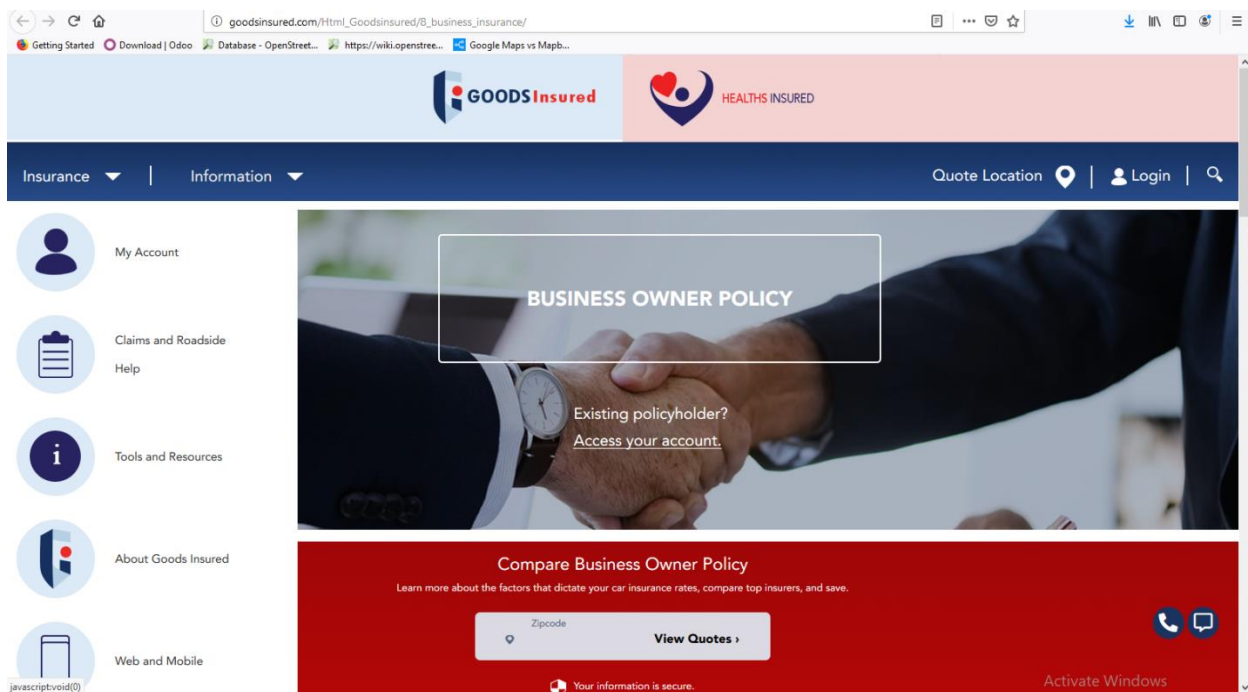 goodsinsured.com/Html_Goodsinsured/8_business_insurance/
Getting Started Download | Odoo Database - OpenStreet... https://wiki.openstree... Google Maps vs Mapb...
GOODSInsured
HEALTHS INSURED
Insurance Information Quote Location Login
My Account
Claims and Roadside
Help
i
Tools and Resources
About Goods Insured
Web and Mobile
BUSINESS OWNER POLICY
Existing policyholder?
Access your account.
Compare Business Owner Policy
Learn more about the factors that dictate your car insurance rates, compare top insurers, and save.
Zipcode
View Quotes ›
Your information is secure.
Activate Windows
javascript:void(0)